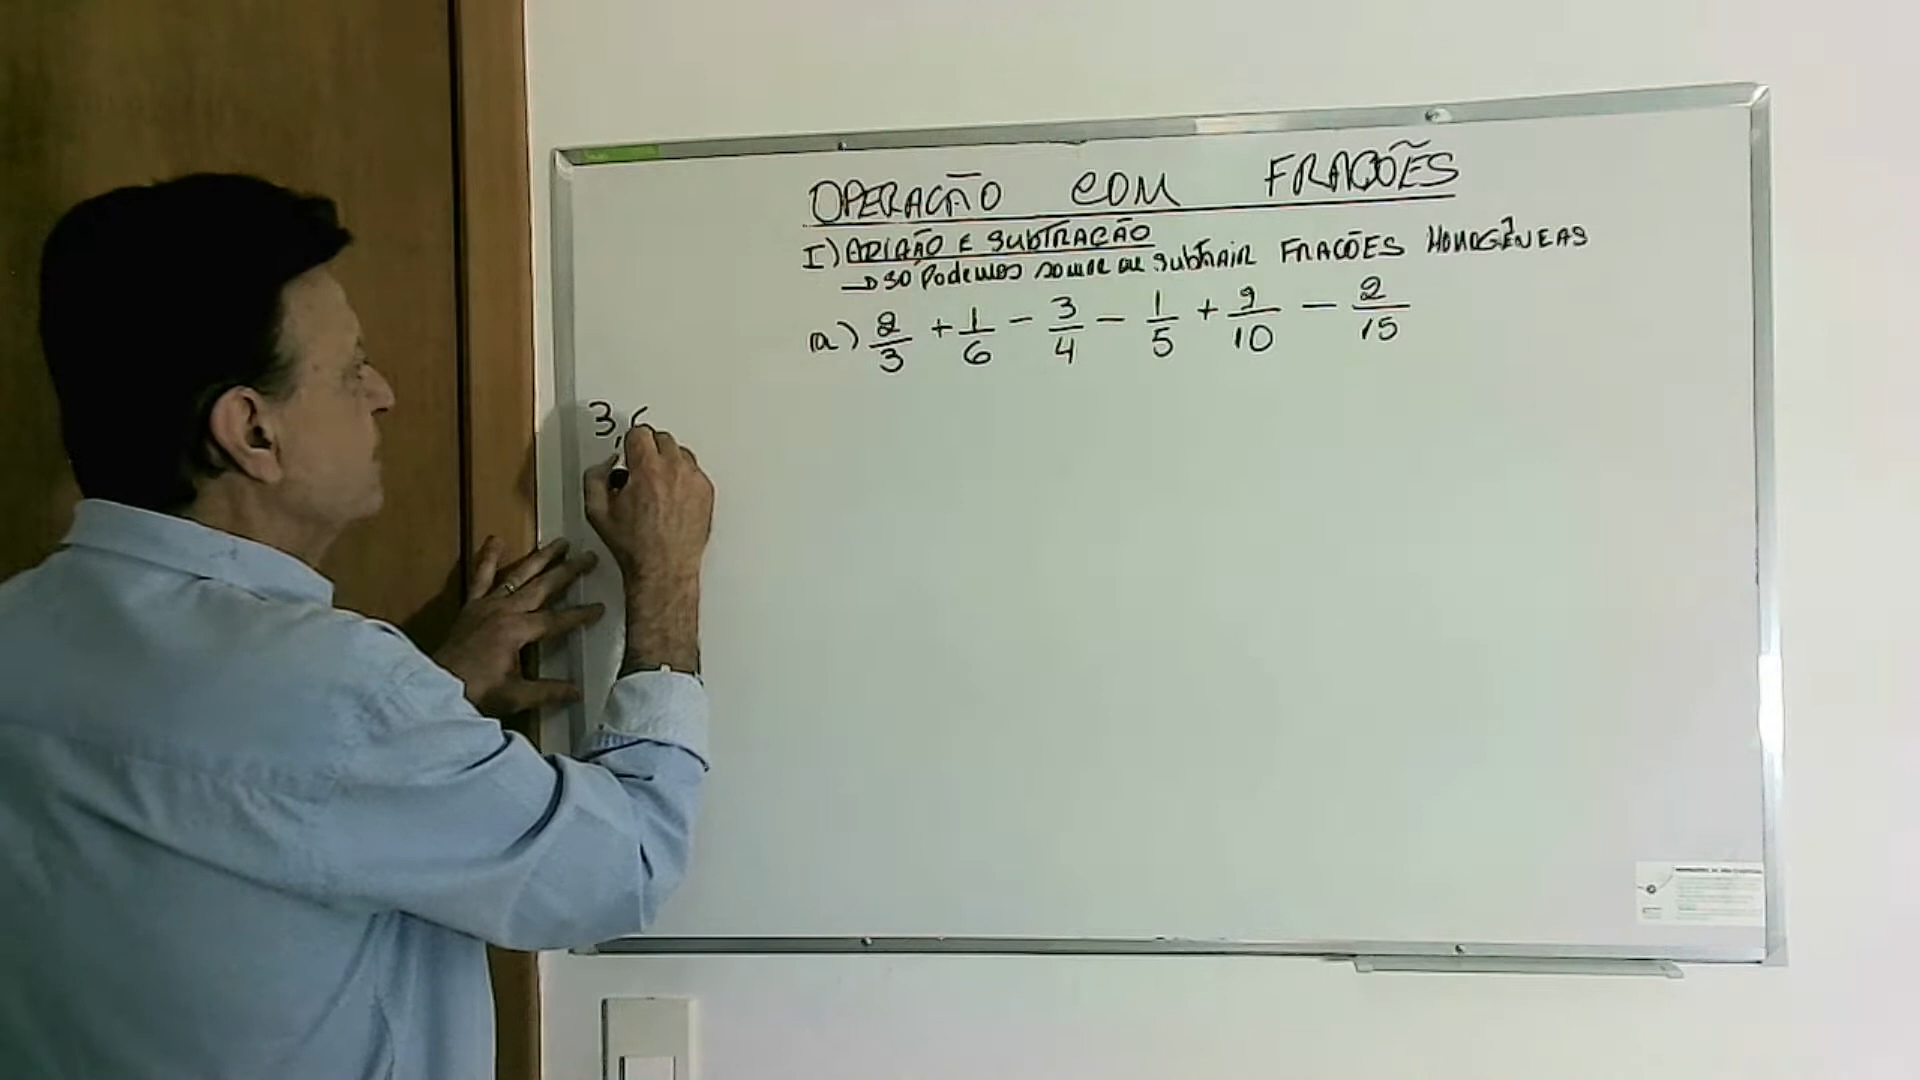 OPERAÇÃO COM FRAÇÕES
I) ADIÇÃO E SUBTRAÇÃO
→ SÓ Podemos somar ou subtrair FRAÇÕES HOMOGÊNEAS
a) 2/3 + 1/6 - 3/4 - 1/5 + 9/10 - 2/15
3, 6